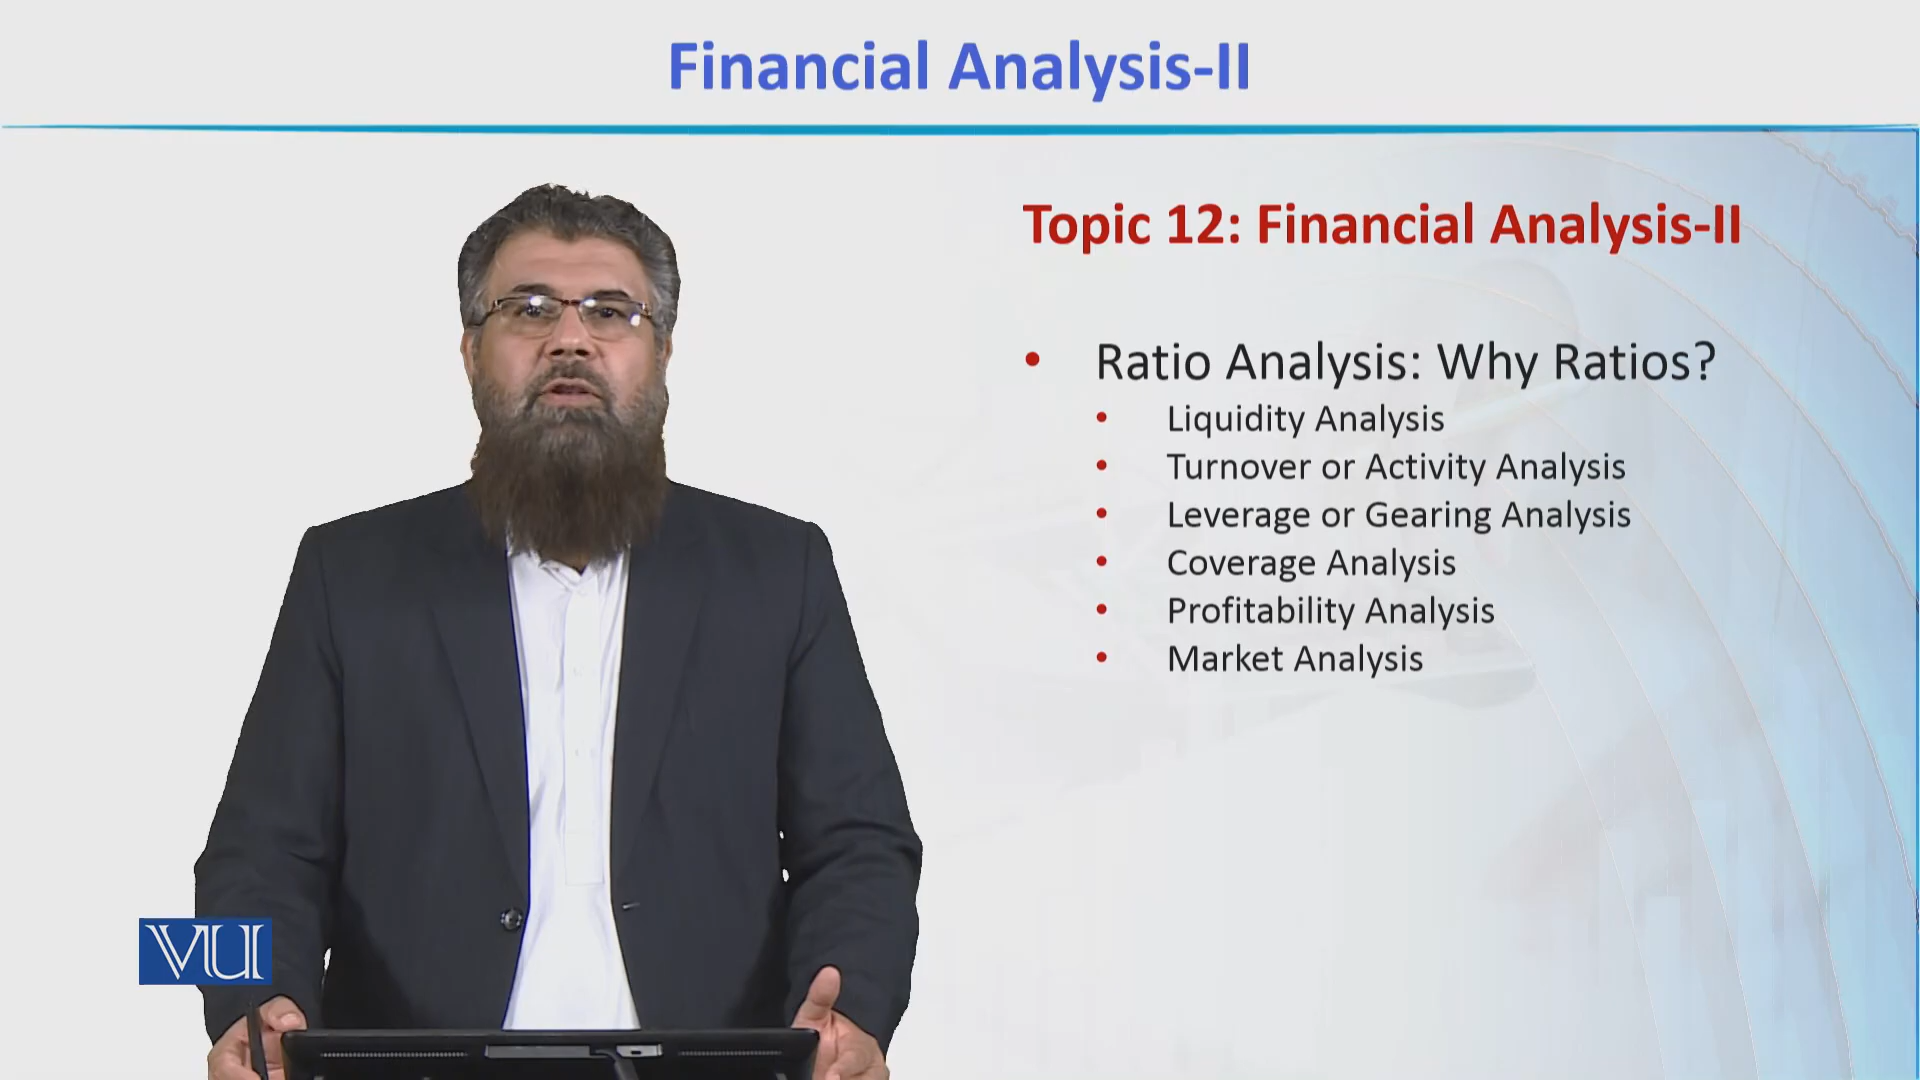 Financial Analysis-II
Topic 12: Financial Analysis-II
• Ratio Analysis: Why Ratios?
• Liquidity Analysis
• Turnover or Activity Analysis
• Leverage or Gearing Analysis
• Coverage Analysis
• Profitability Analysis
• Market Analysis
VU